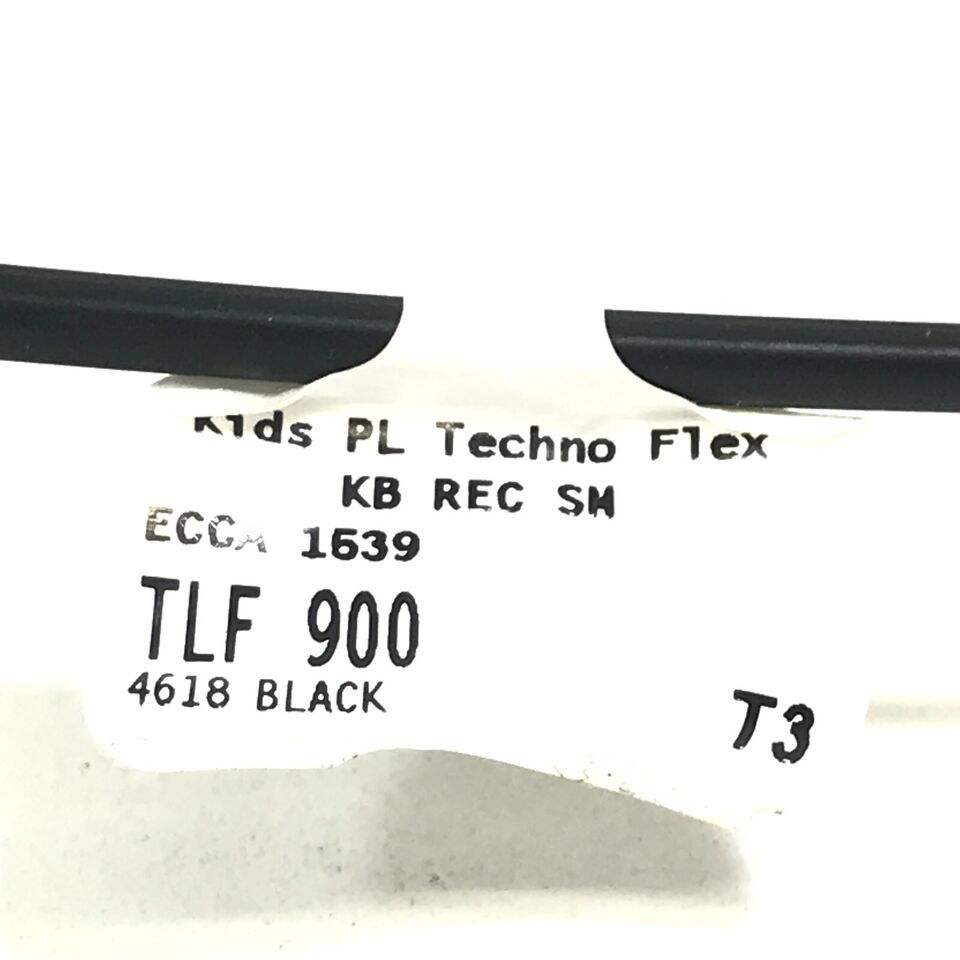 Kids PL Techno Flex
KB REC SM
ECCA 1539
TLF 900
4618 BLACK
T3